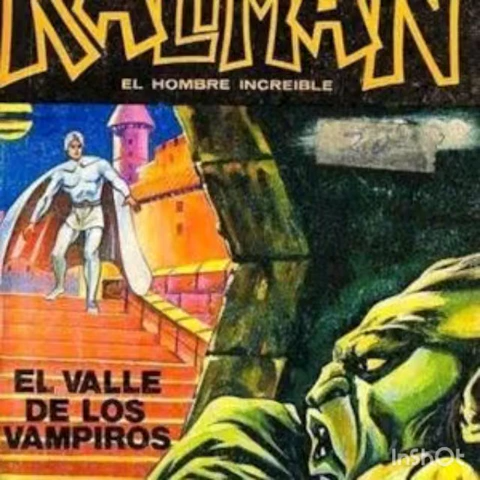 KALIMAN
EL HOMBRE INCREIBLE
EL VALLE
DE LOS
VAMPIROS
InShOt